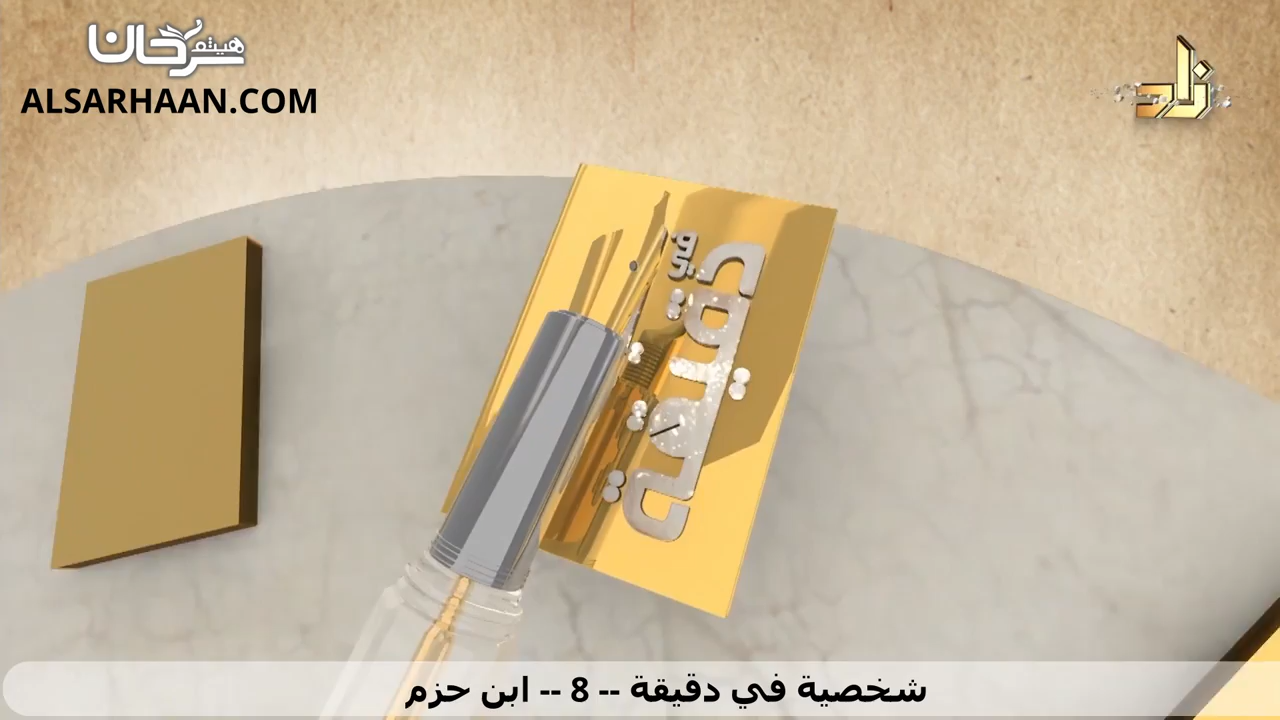 هيثم
سرحان
ALSARHAAN.COM
زاد
في
دقيقة
شخصية في دقيقة -- 8 -- ابن حزم